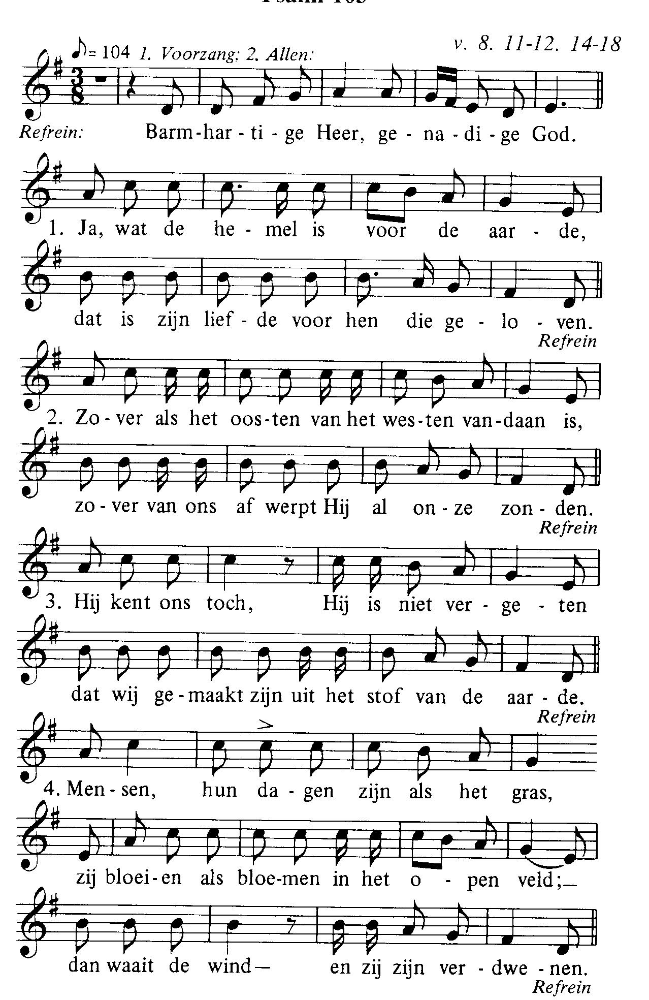 Psalm 103
♪= 104 1. Voorzang; 2. Allen:
v. 8. 11-12. 14-18
Refrein: Barm-har-ti-ge Heer, ge-na-di-ge God.
1. Ja, wat de he-mel is voor de aar-de,
dat is zijn lief-de voor hen die ge-lo-ven.
Refrein
2. Zo-ver als het oos-ten van het wes-ten van-daan is,
zo-ver van ons af werpt Hij al on-ze zon-den.
Refrein
3. Hij kent ons toch, Hij is niet ver-ge-ten
dat wij ge-maakt zijn uit het stof van de aar-de.
Refrein
4. Men-sen, hun da-gen zijn als het gras,
zij bloei-en als bloe-men in het o-pen veld;—
dan waait de wind— en zij zijn ver-dwe-nen.
Refrein